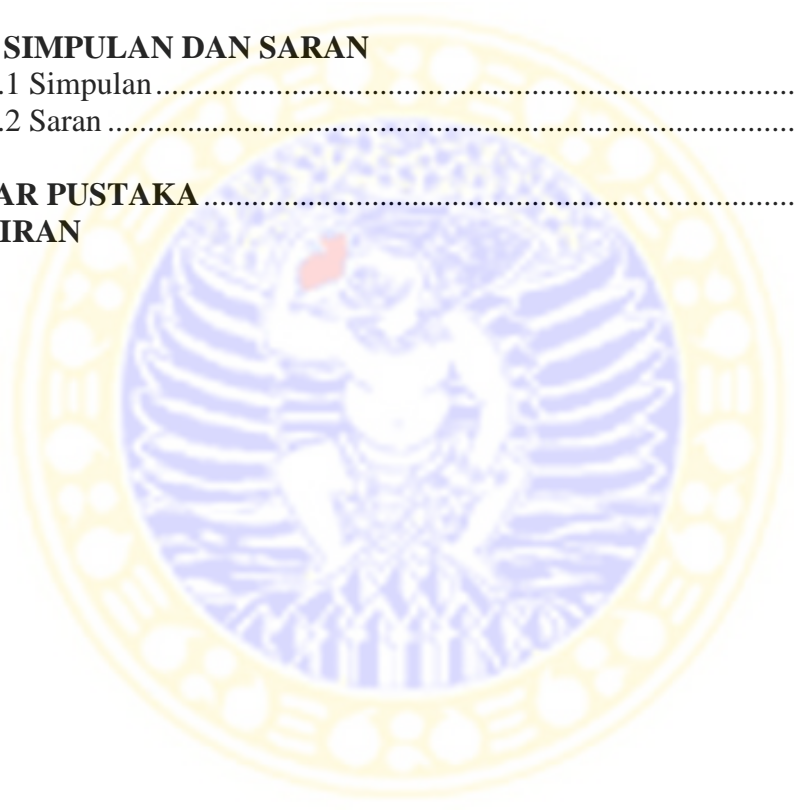 SIMPULAN DAN SARAN
.1 Simpulan................................................................................
.2 Saran......................................................................................
AR PUSTAKA..........................................................................
IRAN